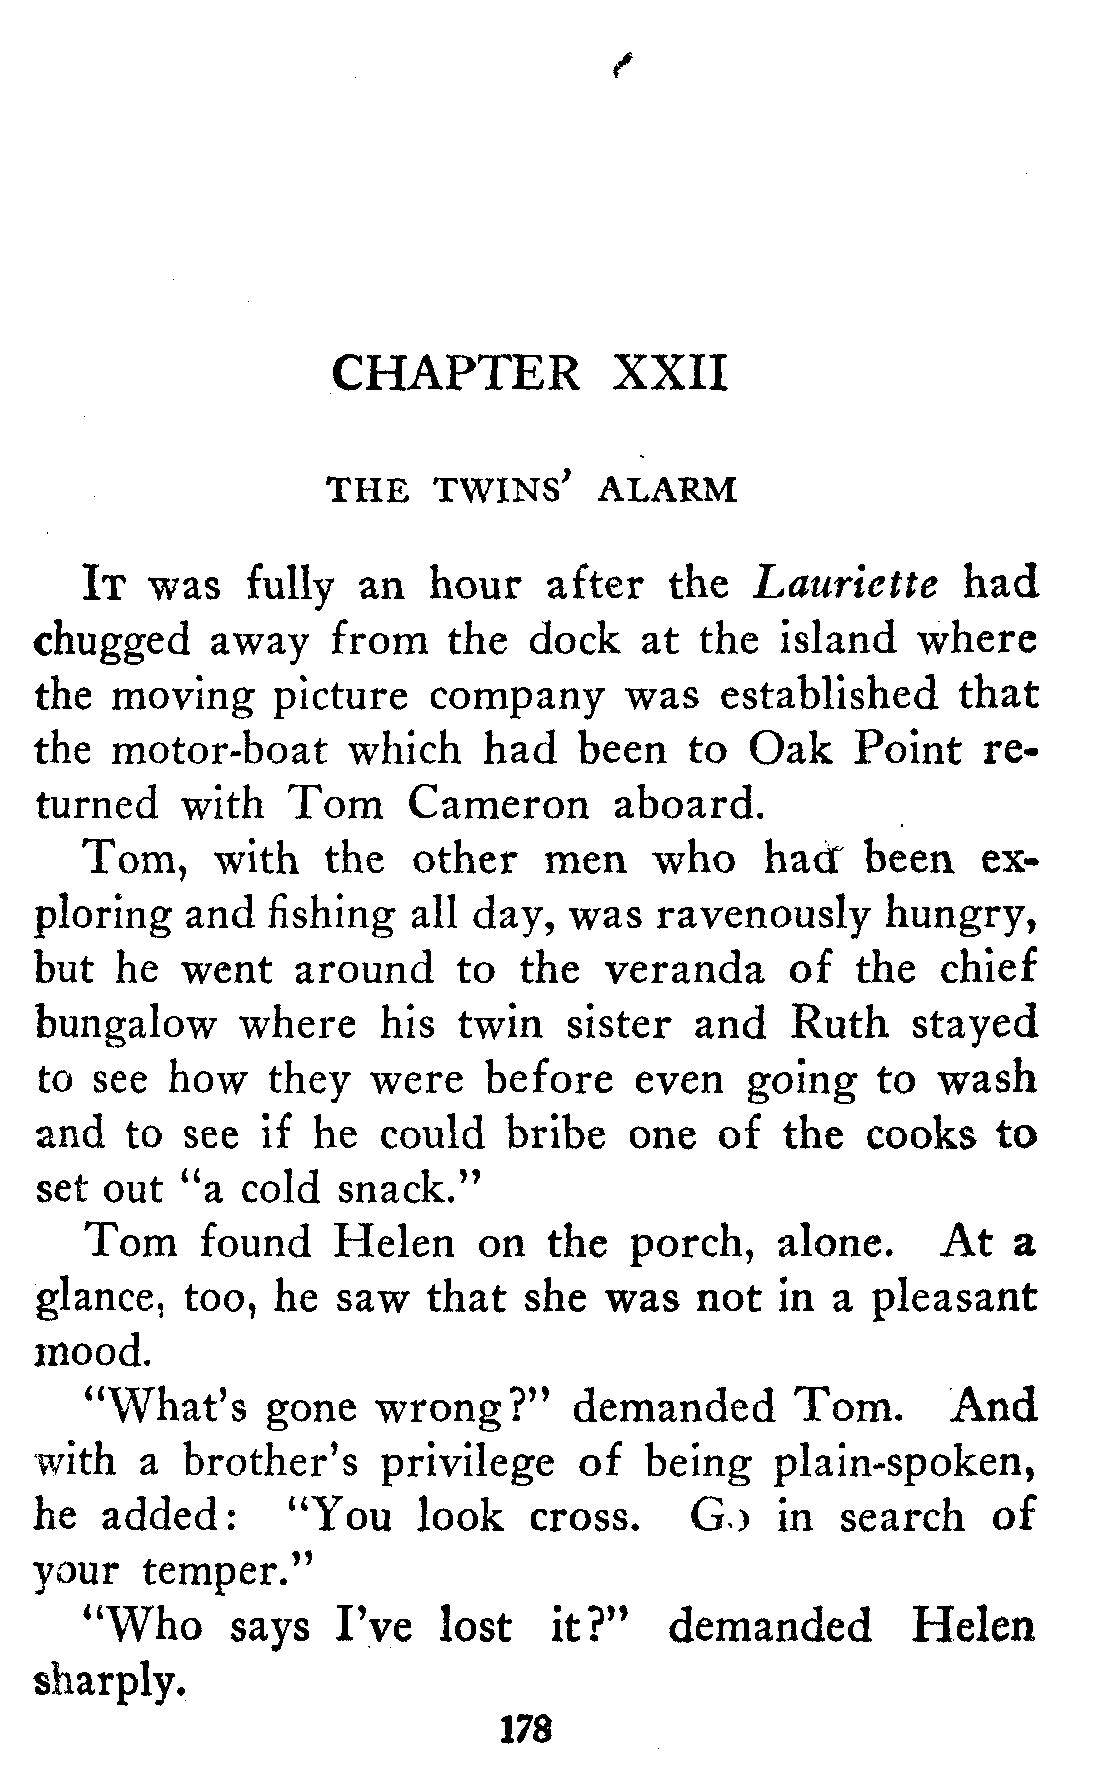 CHAPTER XXII
THE TWINS' ALARM
IT was fully an hour after the Lauriette had
chugged away from the dock at the island where
the moving picture company was established that
the motor-boat which had been to Oak Point re-
turned with Tom Cameron aboard.
Tom, with the other men who had been ex-
ploring and fishing all day, was ravenously hungry,
but he went around to the veranda of the chief
bungalow where his twin sister and Ruth stayed
to see how they were before even going to wash
and to see if he could bribe one of the cooks to
set out "a cold snack."
Tom found Helen on the porch, alone. At a
glance, too, he saw that she was not in a pleasant
mood.
"What's gone wrong?" demanded Tom. And
with a brother's privilege of being plain-spoken,
he added: "You look cross. Go in search of
your temper."
"Who says I've lost it?" demanded Helen
sharply.
178